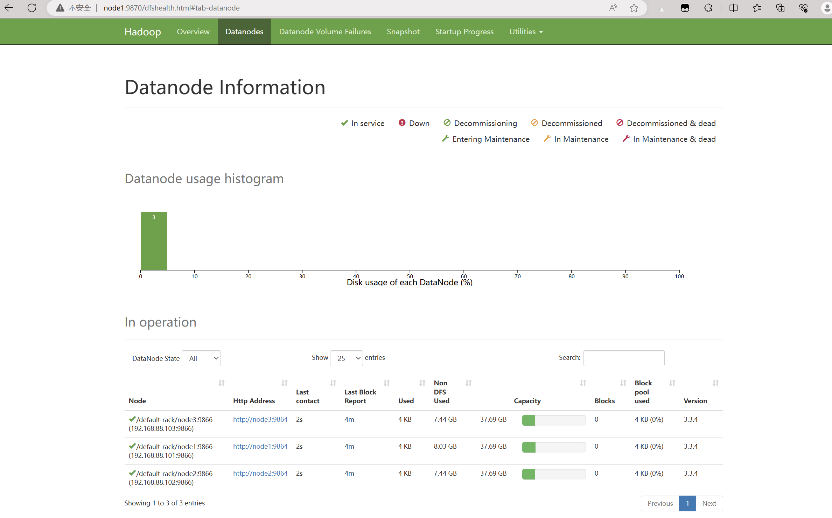 不安全 | node1:9870/dfshealth.html#tab-datanode
Hadoop Overview Datanodes Datanode Volume Failures Snapshot Startup Progress Utilities
Datanode Information
In service Down Decommissioning Decommissioned Decommissioned & dead
Entering Maintenance In Maintenance In Maintenance & dead
Datanode usage histogram
3
0 10 20 30 40 50 60 70 80 90 100
Disk usage of each DataNode (%)
In operation
DataNode State All Show 25 entries Search:
Node Http Address Last contact Last Block Report Used Non DFS Used Capacity Blocks Block pool used Version
/default-rack/node3:9866 http://node3:9864 2s 4m 4 KB 7.44 GB 37.69 GB 0 4 KB (0%) 3.3.4
(192.168.88.103:9866)
/default-rack/node1:9866 http://node1:9864 2s 4m 4 KB 8.03 GB 37.69 GB 0 4 KB (0%) 3.3.4
(192.168.88.101:9866)
/default-rack/node2:9866 http://node2:9864 2s 4m 4 KB 7.44 GB 37.69 GB 0 4 KB (0%) 3.3.4
(192.168.88.102:9866)
Showing 1 to 3 of 3 entries Previous 1 Next